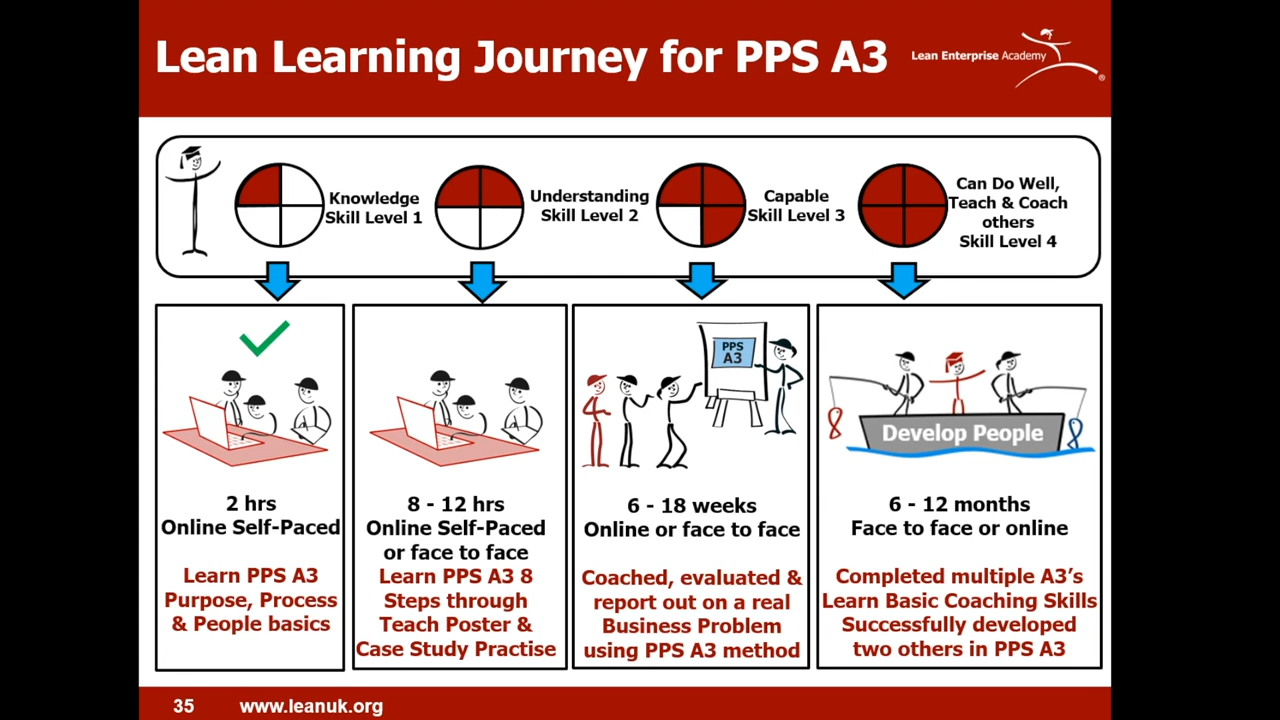 Lean Learning Journey for PPS A3
Lean Enterprise Academy
®
Knowledge
Skill Level 1
Understanding
Skill Level 2
Capable
Skill Level 3
Can Do Well,
Teach & Coach
others
Skill Level 4
2 hrs
Online Self-Paced
Learn PPS A3
Purpose, Process
& People basics
8 - 12 hrs
Online Self-Paced
or face to face
Learn PPS A3 8
Steps through
Teach Poster &
Case Study Practise
PPS
A3
6 - 18 weeks
Online or face to face
Coached, evaluated &
report out on a real
Business Problem
using PPS A3 method
Develop People
6 - 12 months
Face to face or online
Completed multiple A3’s
Learn Basic Coaching Skills
Successfully developed
two others in PPS A3
35
www.leanuk.org